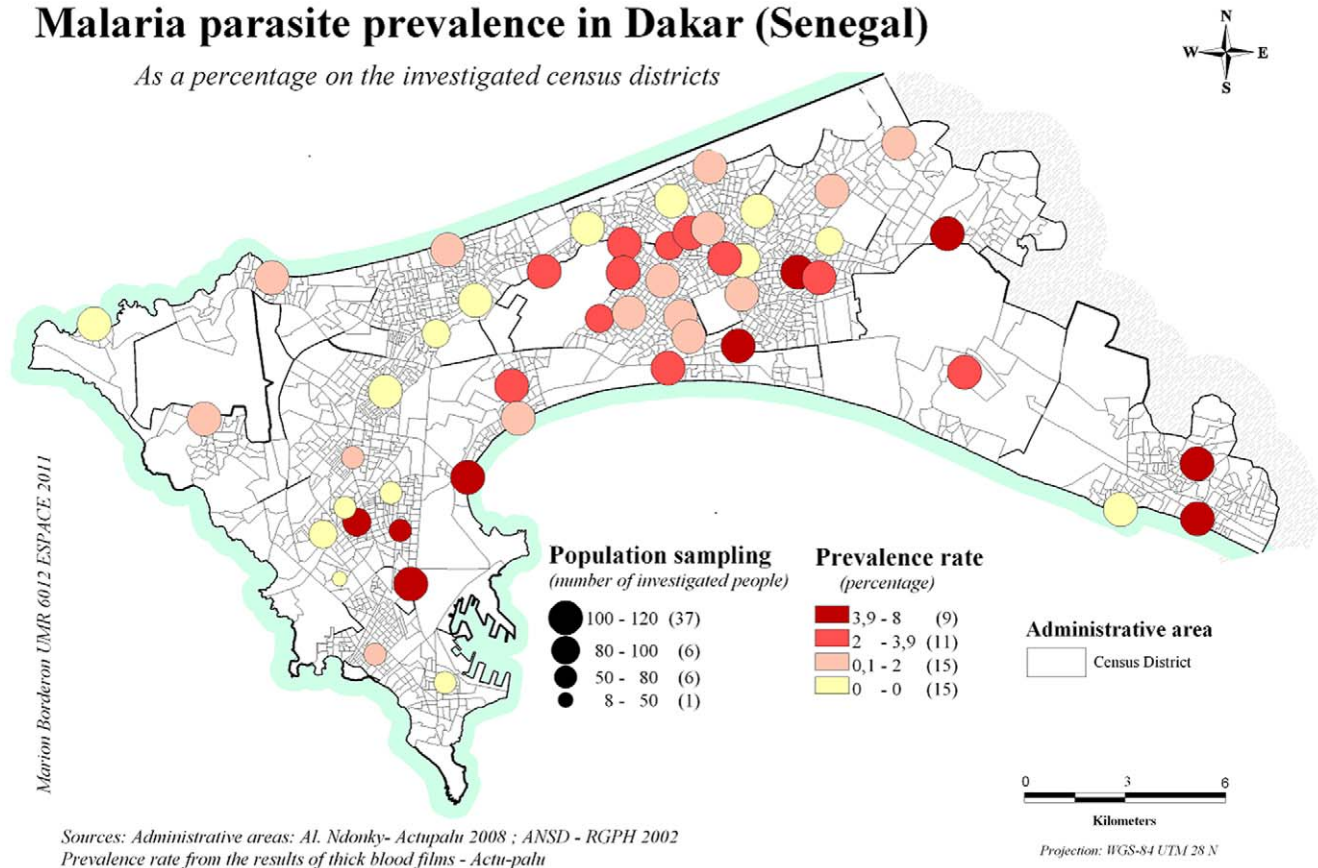 Malaria parasite prevalence in Dakar (Senegal)
As a percentage on the investigated census districts
N
W E
S
Marion Borderon UMR 6012 ESPACE 2011
Population sampling
(number of investigated people)
100 - 120 (37)
80 - 100 (6)
50 - 80 (6)
8 - 50 (1)
Prevalence rate
(percentage)
3,9 - 8 (9)
2 - 3,9 (11)
0,1 - 2 (15)
0 - 0 (15)
Administrative area
Census District
0 3 6
Kilometers
Projection: WGS-84 UTM 28 N
Sources: Administrative areas: Al. Ndonky- Actupalu 2008 ; ANSD - RGPH 2002
Prevalence rate from the results of thick blood films - Actu-palu